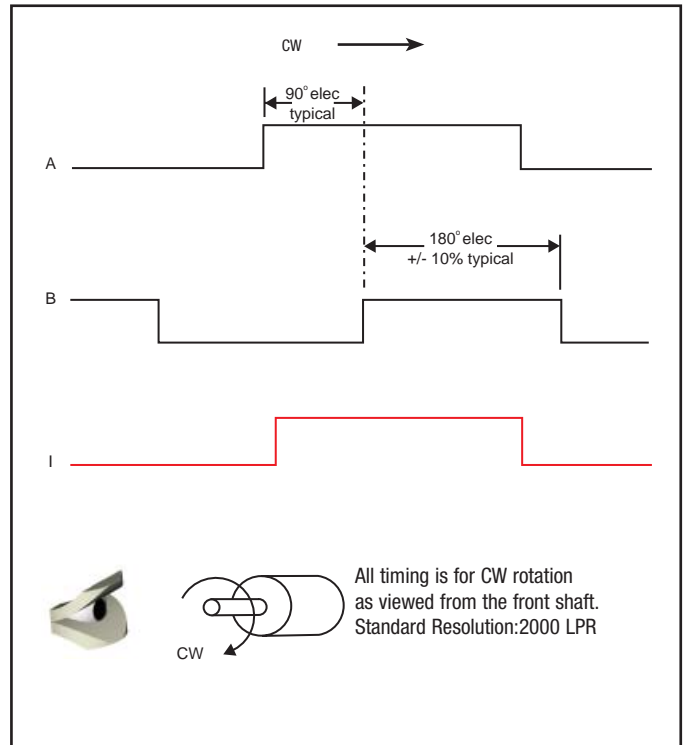 CW
90° elec
typical
A
180° elec
+/- 10% typical
B
I
All timing is for CW rotation
as viewed from the front shaft.
Standard Resolution:2000 LPR
CW